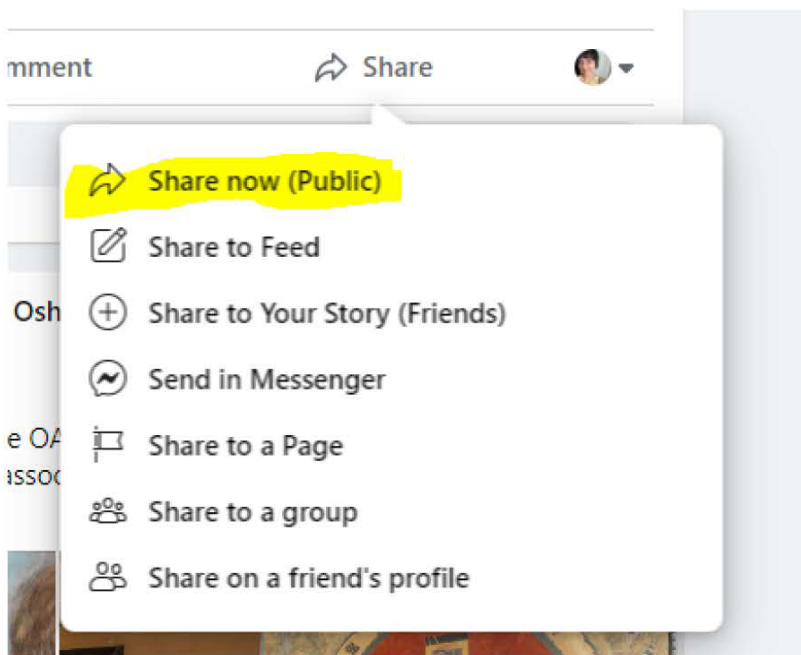 mment Share
Share now (Public)
Share to Feed
Osh
Share to Your Story (Friends)
Send in Messenger
e OA
Share to a Page
assoc
Share to a group
Share on a friend's profile